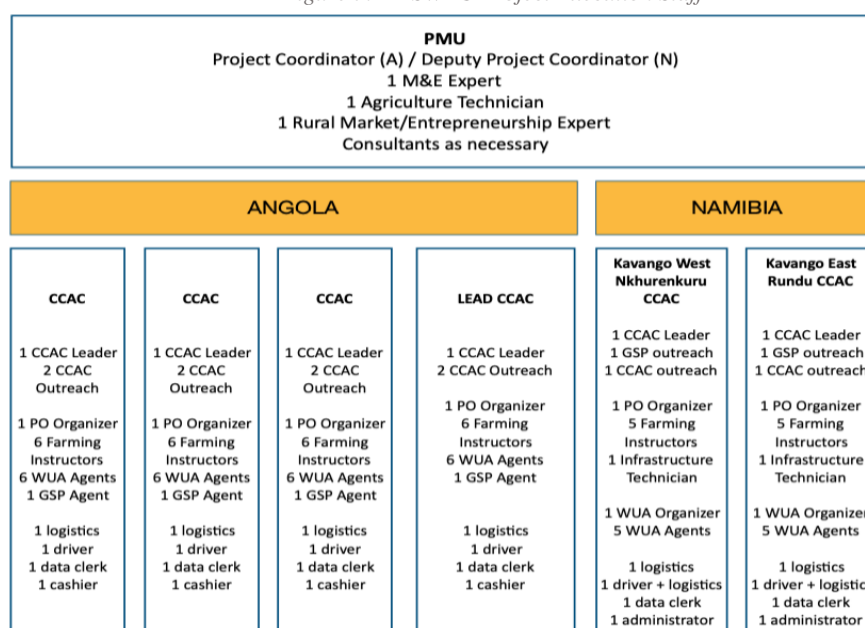 PMU
Project Coordinator (A) / Deputy Project Coordinator (N)
1 M&E Expert
1 Agriculture Technician
1 Rural Market/Entrepreneurship Expert
Consultants as necessary
ANGOLA
NAMIBIA
CCAC
1 CCAC Leader
2 CCAC
Outreach
1 PO Organizer
6 Farming
Instructors
6 WUA Agents
1 GSP Agent
1 logistics
1 driver
1 data clerk
1 cashier
CCAC
1 CCAC Leader
2 CCAC
Outreach
1 PO Organizer
6 Farming
Instructors
6 WUA Agents
1 GSP Agent
1 logistics
1 driver
1 data clerk
1 cashier
CCAC
1 CCAC Leader
2 CCAC
Outreach
1 PO Organizer
6 Farming
Instructors
6 WUA Agents
1 GSP Agent
1 logistics
1 driver
1 data clerk
1 cashier
LEAD CCAC
1 CCAC Leader
2 CCAC Outreach
1 PO Organizer
6 Farming
Instructors
6 WUA Agents
1 GSP Agent
1 logistics
1 driver
1 data clerk
1 cashier
Kavango West
Nkhurenkuru
CCAC
1 CCAC Leader
1 GSP outreach
1 CCAC outreach
1 PO Organizer
5 Farming
Instructors
1 Infrastructure
Technician
1 WUA Organizer
5 WUA Agents
1 logistics
1 driver + logistics
1 data clerk
1 administrator
Kavango East
Rundu CCAC
1 CCAC Leader
1 GSP outreach
1 CCAC outreach
1 PO Organizer
5 Farming
Instructors
1 Infrastructure
Technician
1 WUA Organizer
5 WUA Agents
1 logistics
1 driver + logistic
1 data clerk
1 administrator